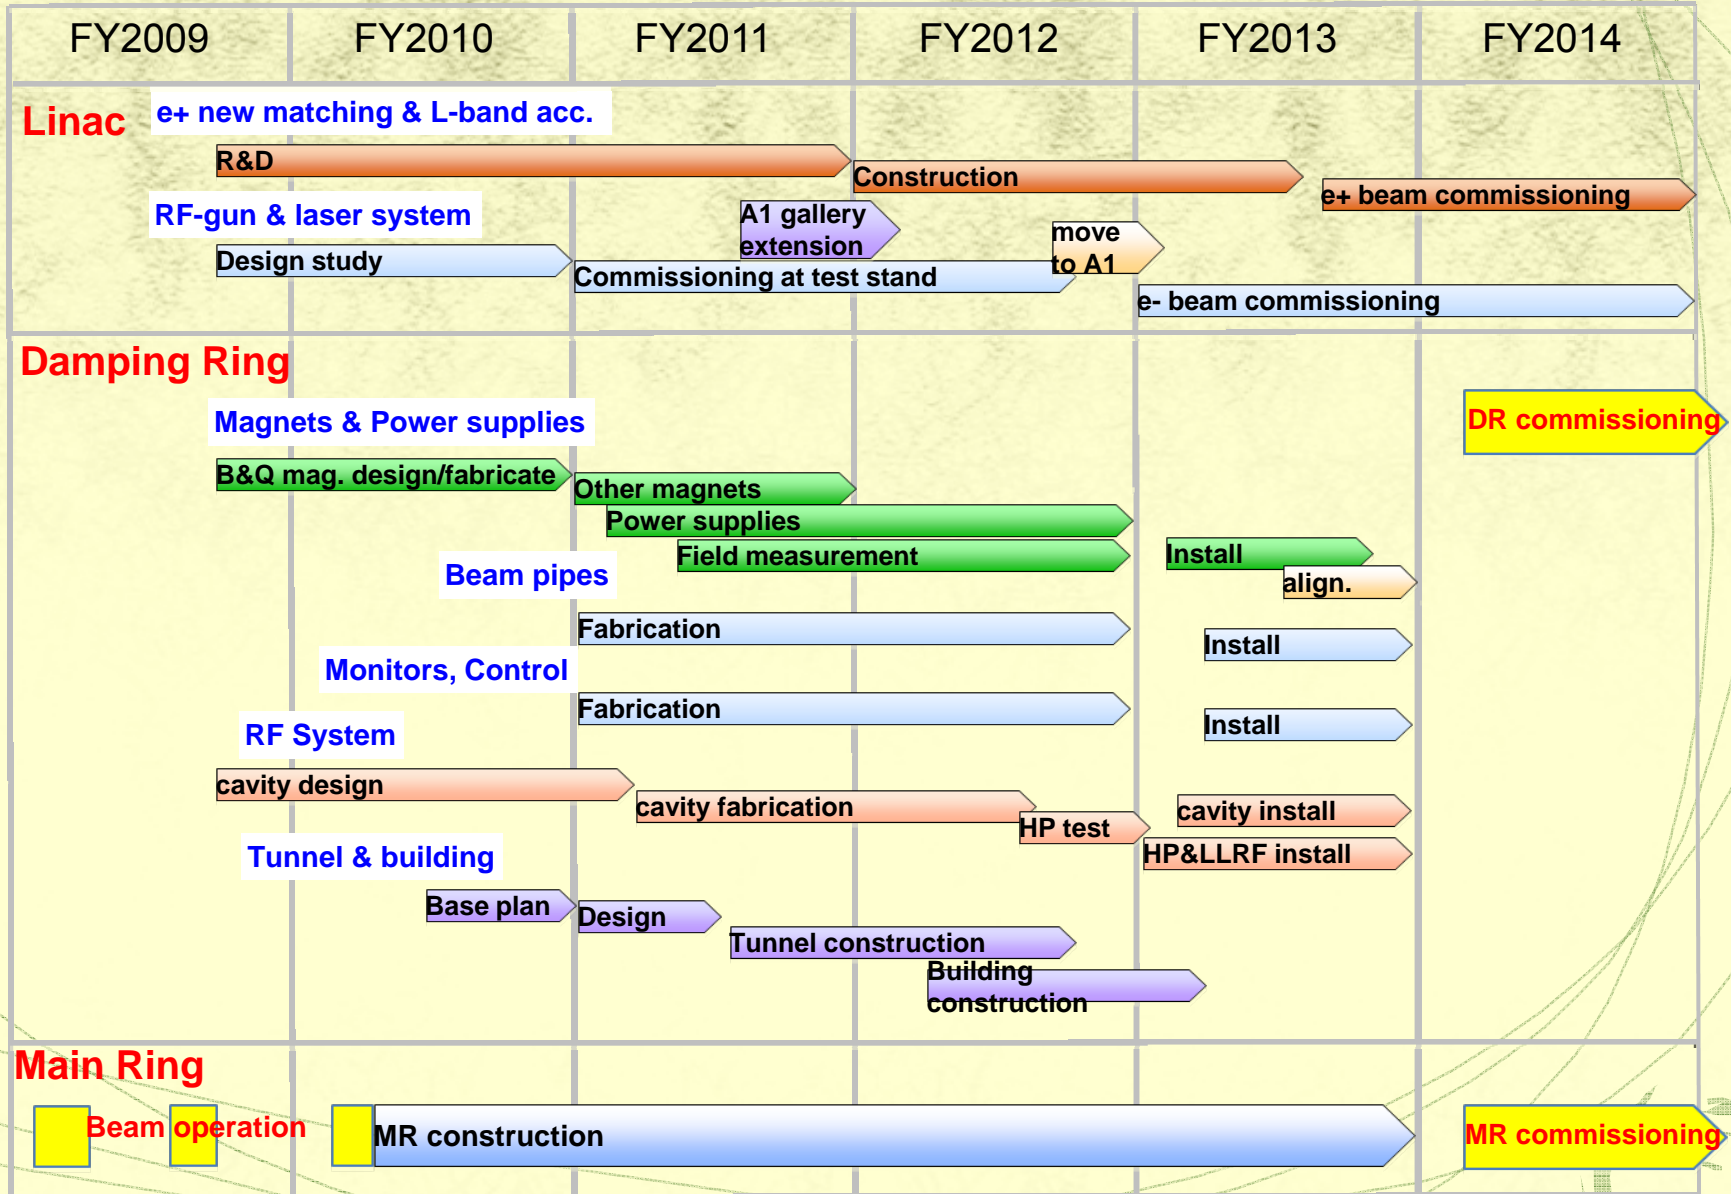 FY2009 FY2010 FY2011 FY2012 FY2013 FY2014
Linac
e+ new matching & L-band acc.
R&D
Construction
e+ beam commissioning
RF-gun & laser system
A1 gallery
extension
move
to A1
Design study
Commissioning at test stand
e- beam commissioning
Damping Ring
Magnets & Power supplies
DR commissioning
B&Q mag. design/fabricate
Other magnets
Power supplies
Field measurement
Install
align.
Beam pipes
Fabrication
Install
Monitors, Control
Fabrication
Install
RF System
cavity design
cavity fabrication
HP test
cavity install
HP&LLRF install
Tunnel & building
Base plan
Design
Tunnel construction
Building
construction
Main Ring
Beam operation
MR construction
MR commissioning